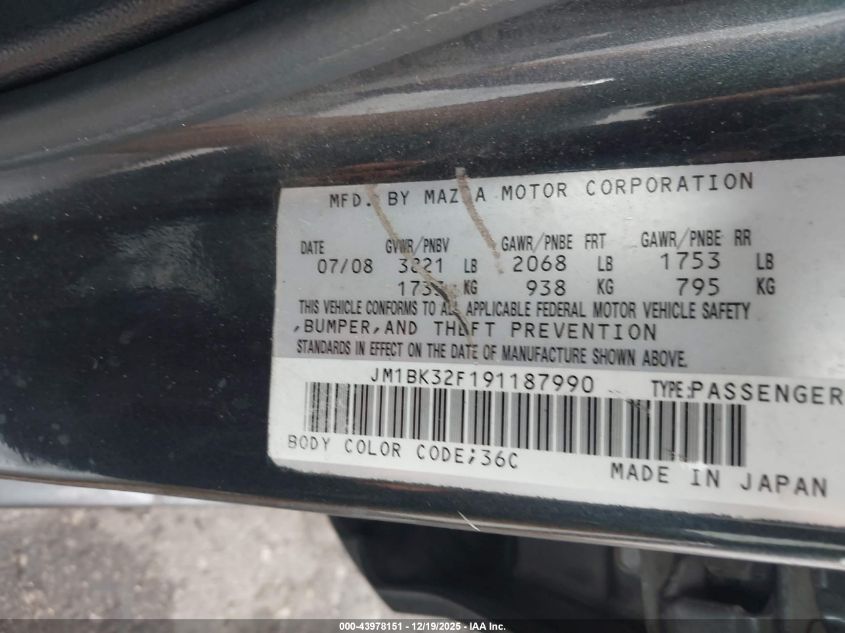 MFD. BY MAZDA MOTOR CORPORATION
DATE GVWR/PNBV GAWR/PNBE FRT GAWR/PNBE RR
07/08 3821 LB 2068 LB 1753 LB
KG 938 KG 795 KG
THIS VEHICLE CONFORMS TO ALL APPLICABLE FEDERAL MOTOR VEHICLE SAFETY
,BUMPER,AND THEFT PREVENTION
STANDARDS IN EFFECT ON THE DATE OF MANUFACTURE SHOWN ABOVE.
JM1BK32F191187990 TYPE:PASSENGER
BODY COLOR CODE;36C
MADE IN JAPAN
000-43978151 - 12/19/2025 - IAA, Inc.